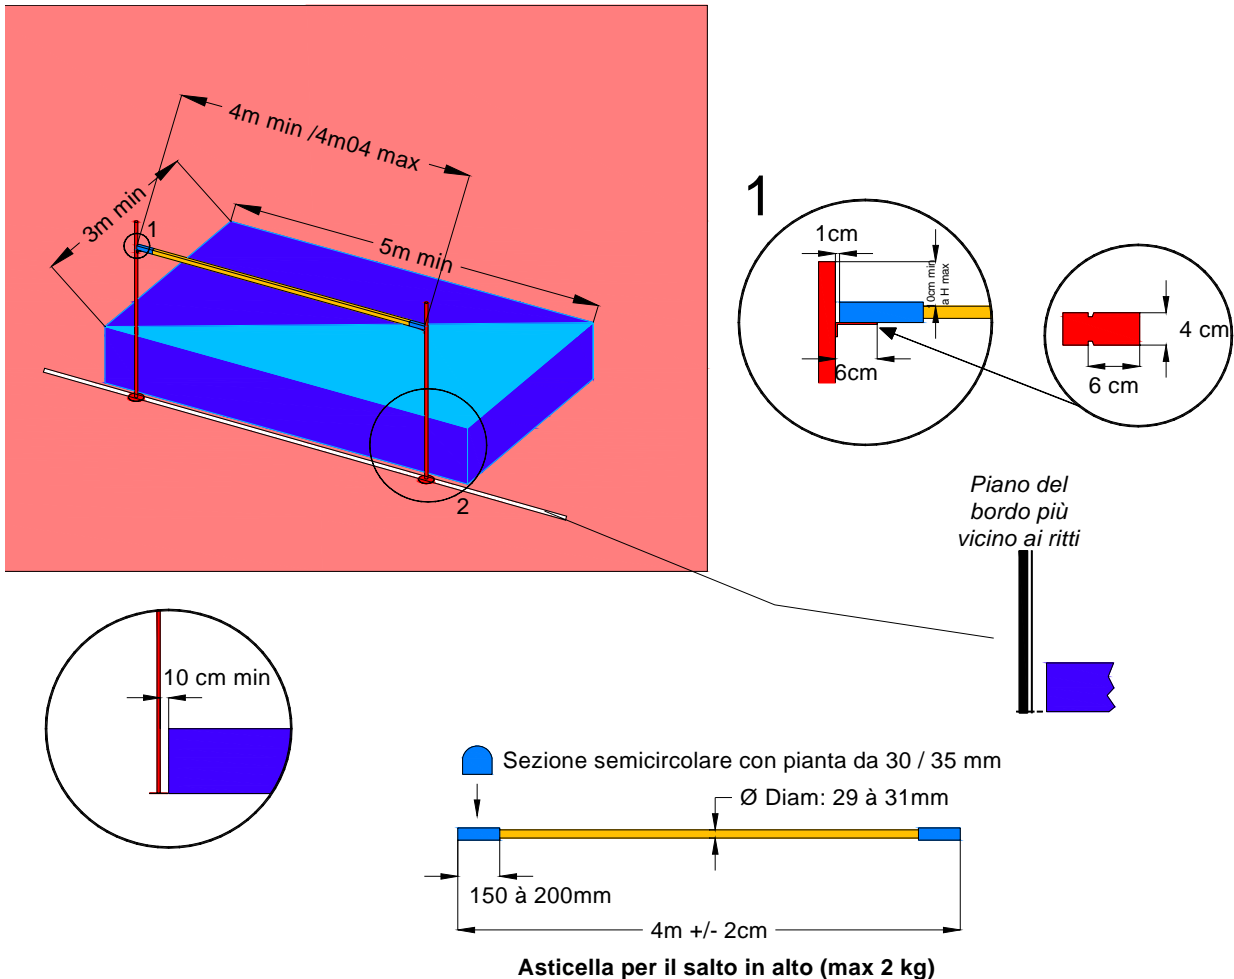 4m min /4m04 max
3m min
1
5m min
2
1
1cm
10cm min
a H max
6cm
4 cm
6 cm
Piano del
bordo più
vicino ai ritti
10 cm min
Sezione semicircolare con pianta da 30 / 35 mm
Ø Diam: 29 à 31mm
150 à 200mm
4m +/- 2cm
Asticella per il salto in alto (max 2 kg)